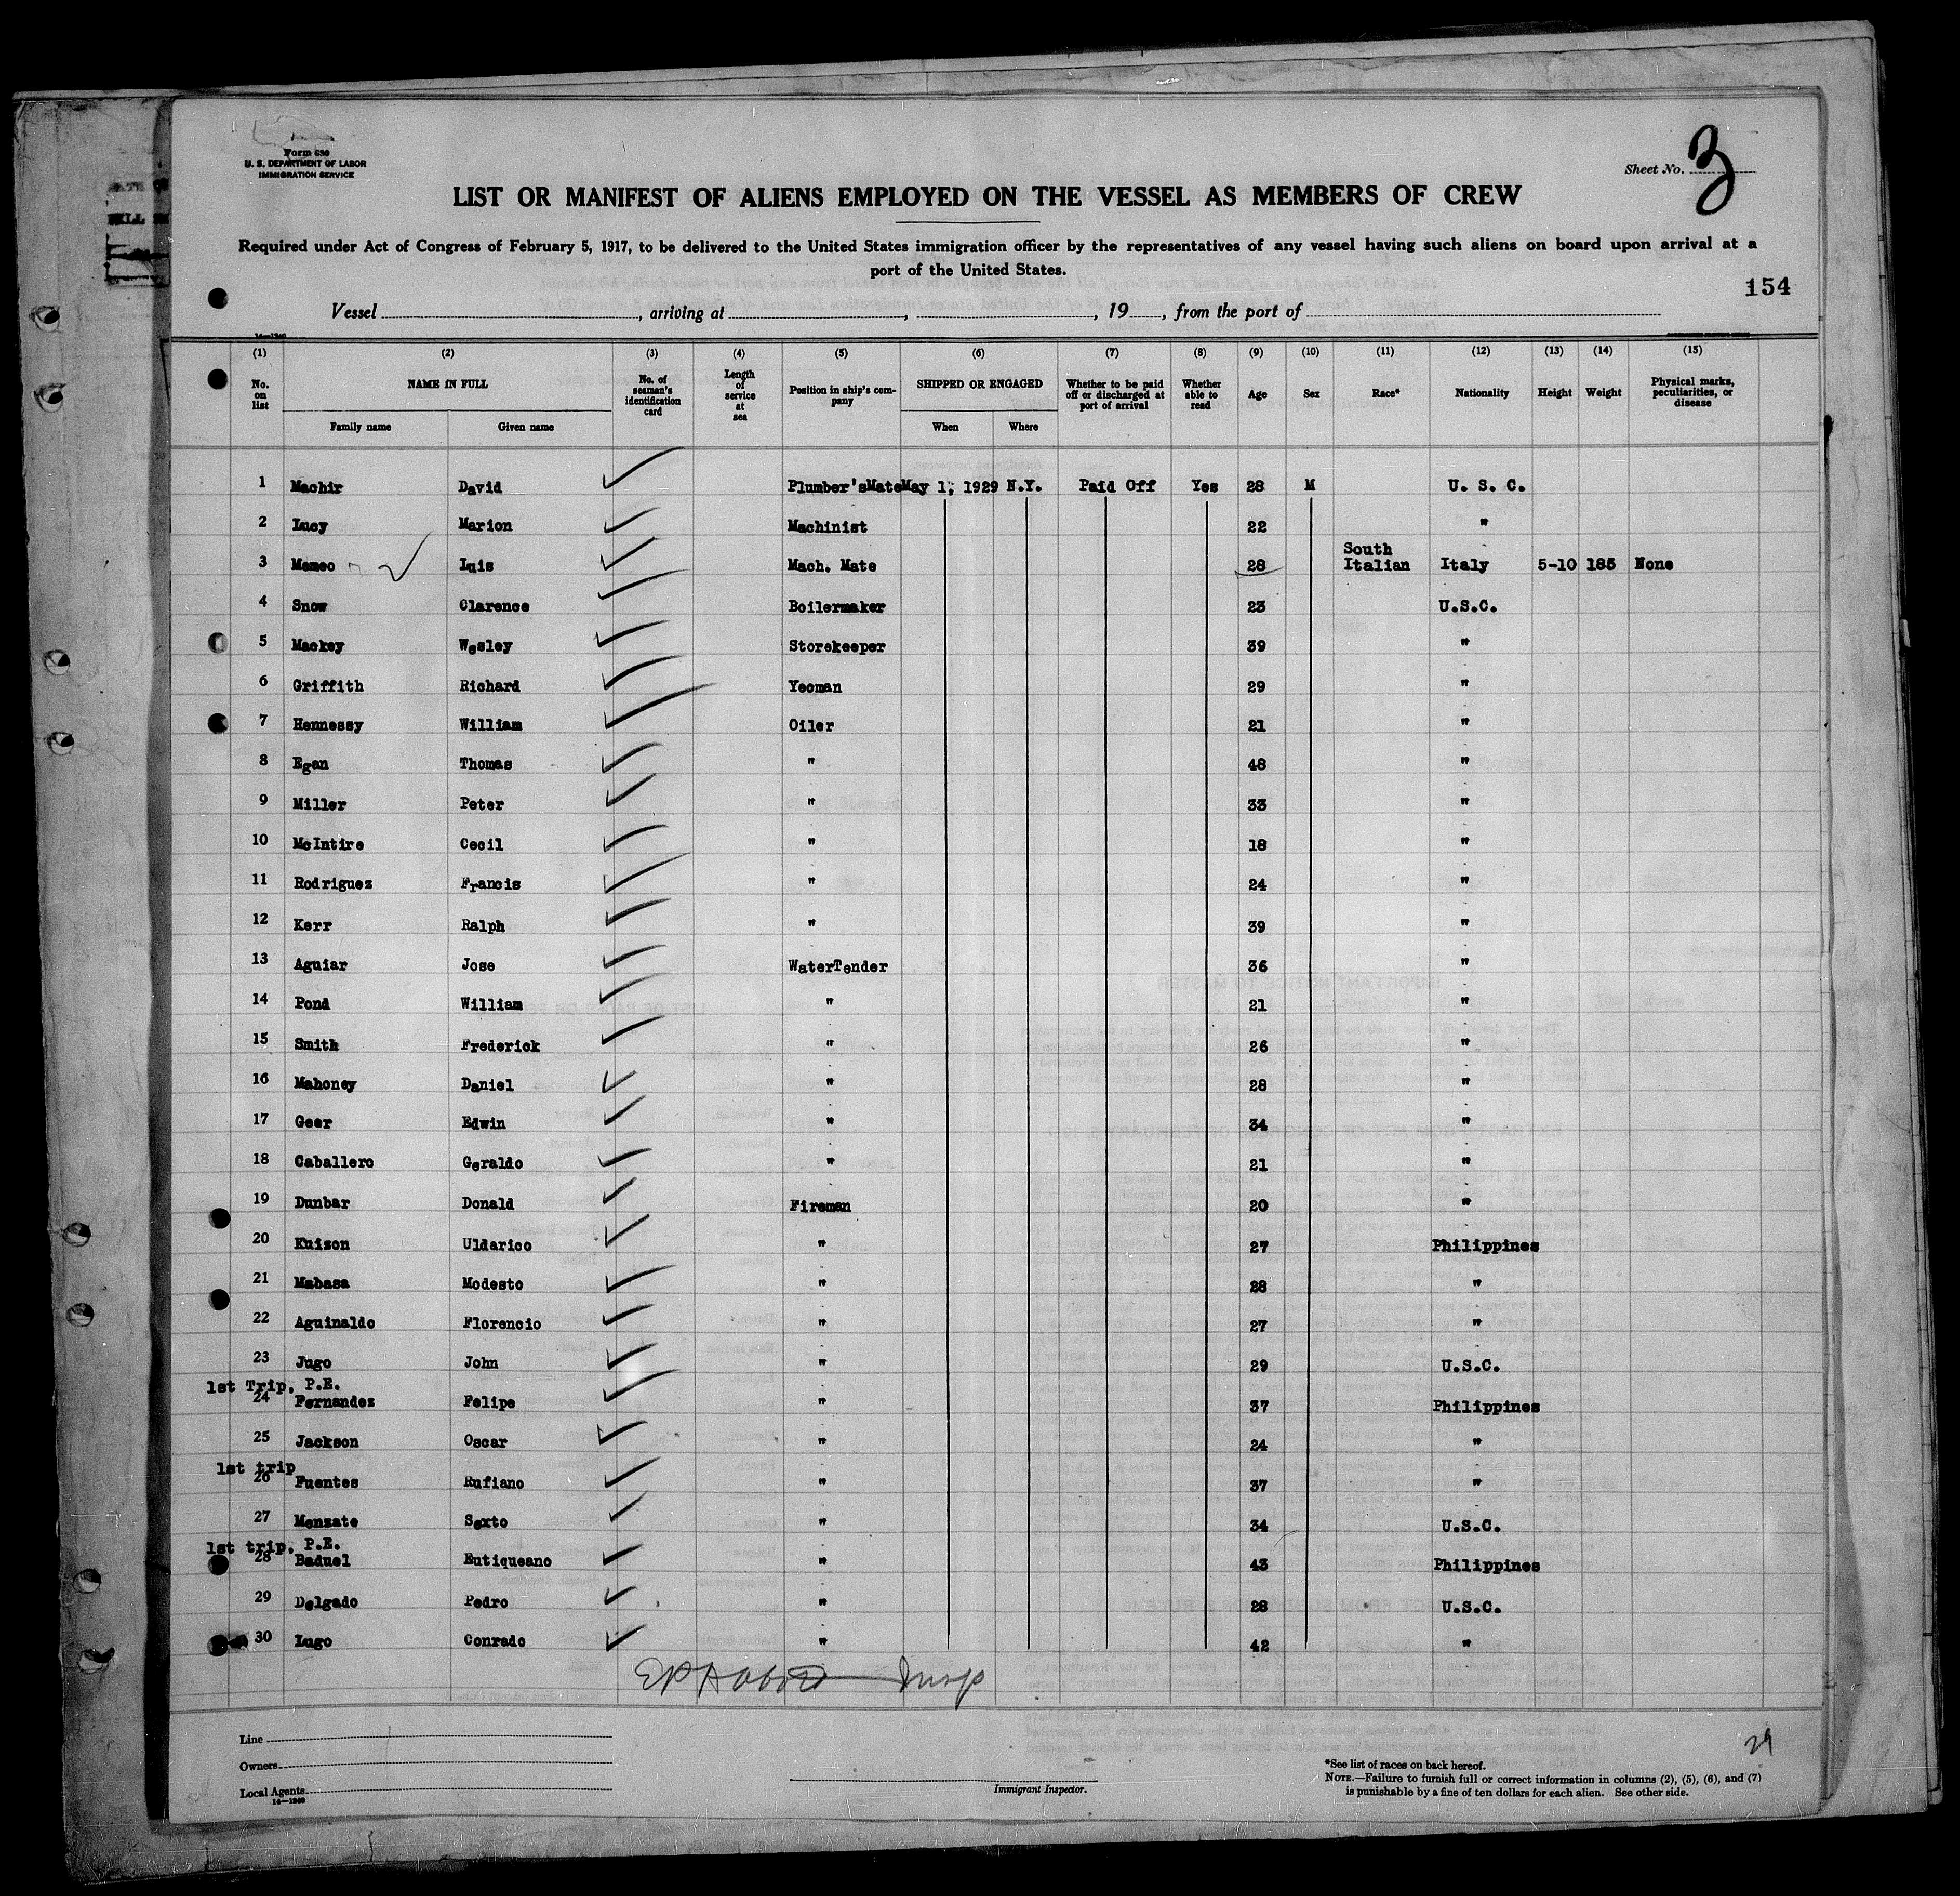 Form 680
U. S. DEPARTMENT OF LABOR
IMMIGRATION SERVICE
Sheet No. 3
LIST OR MANIFEST OF ALIENS EMPLOYED ON THE VESSEL AS MEMBERS OF CREW
Required under Act of Congress of February 5, 1917, to be delivered to the United States immigration officer by the representatives of any vessel having such aliens on board upon arrival at a
port of the United States.
154
Vessel , arriving at , , 19 , from the port of
14—1240
(1) (2) (3) (4) (5) (6) (7) (8) (9) (10) (11) (12) (13) (14) (15)
No. on list NAME IN FULL Family name Given name No. of seaman's identification card Length of service at sea Position in ship's company SHIPPED OR ENGAGED When Where Whether to be paid off or discharged at port of arrival Whether able to read Age Sex Race* Nationality Height Weight Physical marks, peculiarities, or disease
1 Machir David Plumber'sMate May 1, 1929 N.Y. Paid Off Yes 28 M U. S. C.
2 Lucy Marion Machinist 22 "
3 Memeo Luis Mach. Mate 28 South Italian Italy 5-10 185 None
4 Snow Clarence Boilermaker 23 U.S.C.
5 Mackey Wesley Storekeeper 39 "
6 Griffith Richard Yeoman 29 "
7 Hennessy William Oiler 21 "
8 Egan Thomas " 48 "
9 Miller Peter " 33 "
10 McIntire Cecil " 18 "
11 Rodriguez Francis " 24 "
12 Kerr Ralph " 39 "
13 Aguiar Jose WaterTender 36 "
14 Pond William " 21 "
15 Smith Frederick " 26 "
16 Mahoney Daniel " 28 "
17 Geer Edwin " 34 "
18 Caballero Geraldo " 21 "
19 Dunbar Donald Fireman 20 "
20 Knison Uldarico " 27 Philippines
21 Mabasa Modesto " 28 "
22 Aguinaldo Florencio " 27 "
23 Jugo John " 29 U.S.C.
1st Trip, P.E.
24 Fernandez Felipe " 37 Philippines
25 Jackson Oscar " 24 "
1st trip
26 Fuentes Rufiano " 37 "
27 Menzate Sexto " 34 U.S.C.
1st trip, P.E.
28 Baduel Eutiqueano " 43 Philippines
29 Delgado Pedro " 28 U.S.C.
30 Lugo Conrado " 42 "
Insp
Line
Owners
Local Agents
14—1240
Immigrant Inspector.
*See list of races on back hereof.
NOTE.—Failure to furnish full or correct information in columns (2), (5), (6), and (7)
is punishable by a fine of ten dollars for each alien. See other side.
29